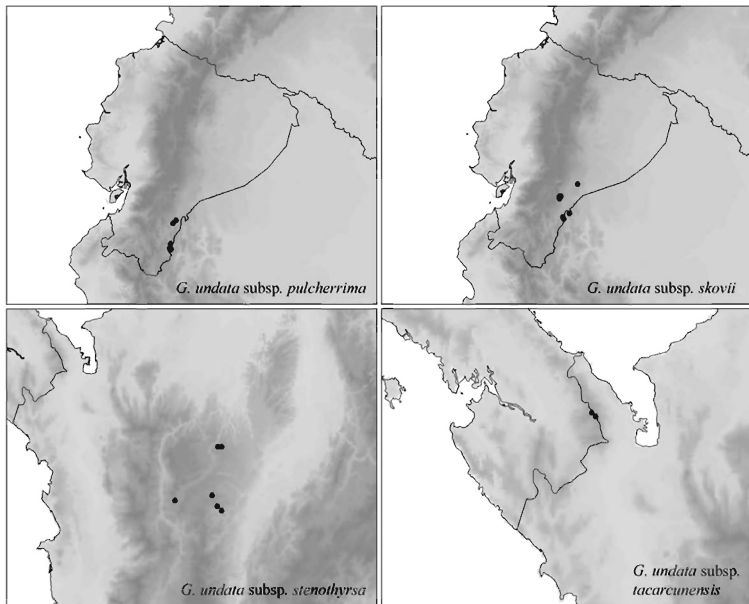 G. undata subsp. pulcherrima
G. undata subsp. skovii
G. undata subsp. stenothyrsa
G. undata subsp.
tacarcunensis